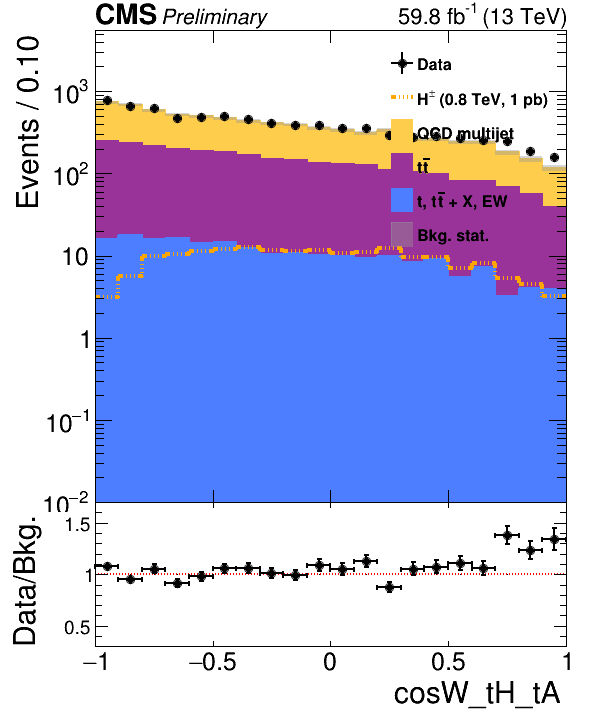 CMS Preliminary 59.8 fb⁻¹ (13 TeV)
Events / 0.10
10³
10²
10
1
10⁻¹
10⁻²
Data
H± (0.8 TeV, 1 pb)
QCD multijet
tt̄
t, tt̄ + X, EW
Bkg. stat.
Data/Bkg.
1.5
1
0.5
−1 −0.5 0 0.5 1
cosW_tH_tA